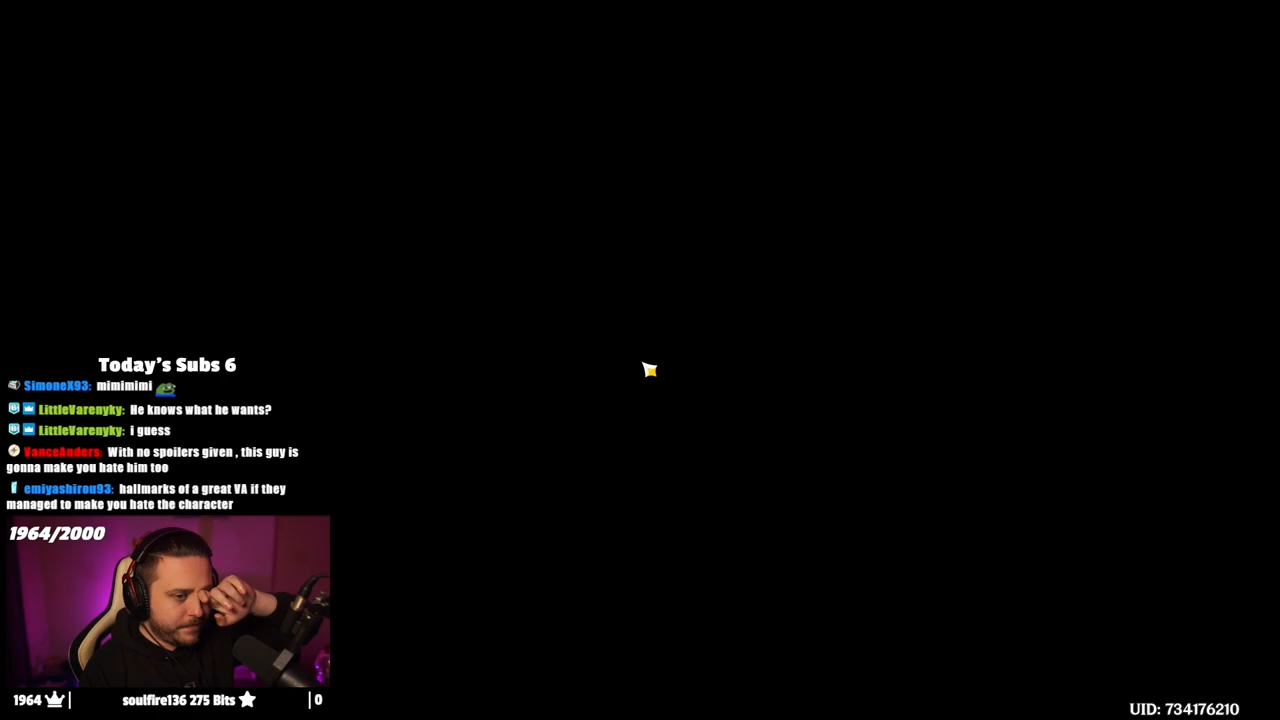 Today's Subs 6
SimoneX93: mimimimi
LittleVarenyky: He knows what he wants?
LittleVarenyky: i guess
VanceAnders: With no spoilers given , this guy is
gonna make you hate him too
emiyashirou93: hallmarks of a great VA if they
managed to make you hate the character
1964/2000
1964 | soulfire136 275 Bits | 0
UID: 734176210